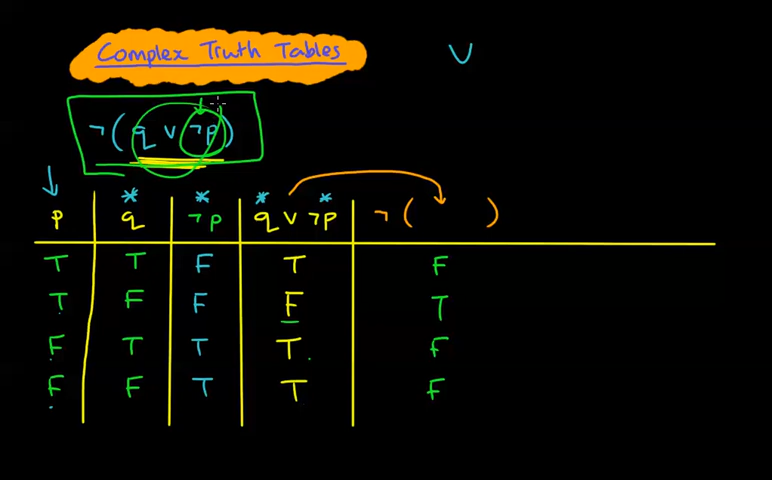 Complex Truth Tables
∨
¬( q ∨ ¬p )
* * * *
p q ¬p q ∨ ¬p ¬( )
T T F T F
T F F F T
F T T T F
F F T T F